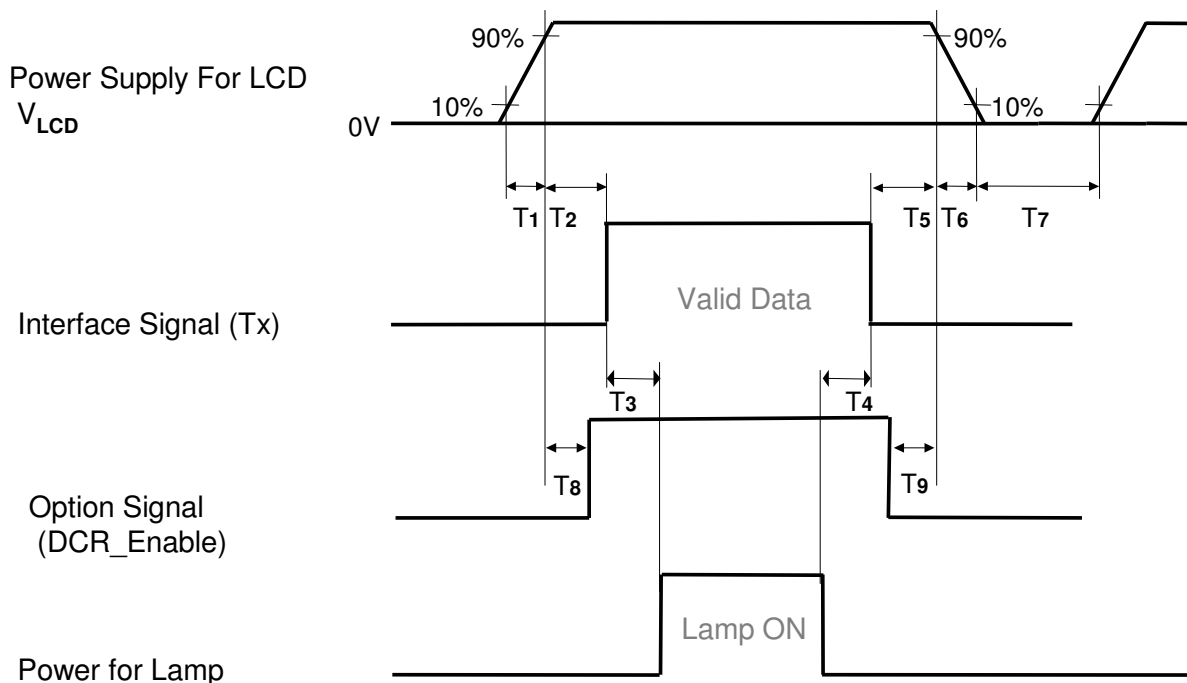 90%
90%
Power Supply For LCD
VLCD
10%
10%
0V
T1 T2 T5 T6 T7
Valid Data
Interface Signal (Tx)
T3 T4
T8 T9
Option Signal
(DCR_Enable)
Lamp ON
Power for Lamp